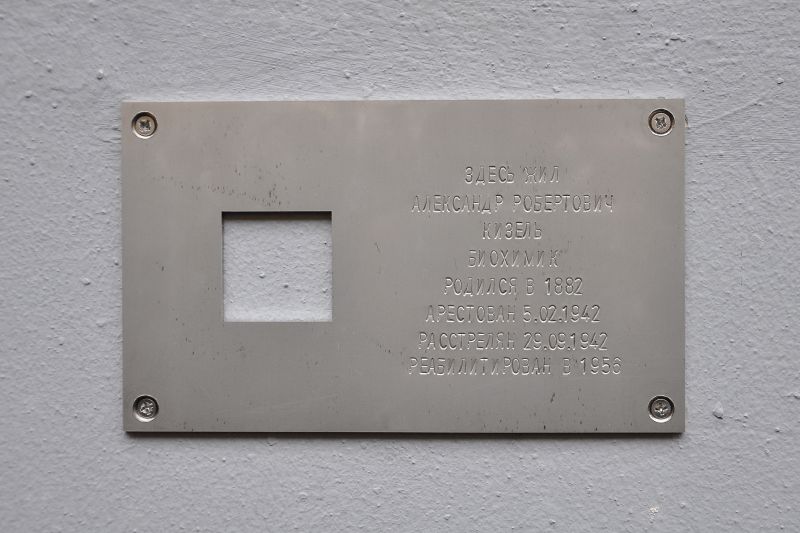 ЗДЕСЬ ЖИЛ
АЛЕКСАНДР РОБЕРТОВИЧ
КИЗЕЛЬ
БИОХИМИК
РОДИЛСЯ В 1882
АРЕСТОВАН 5.02.1942
РАССТРЕЛЯН 29.09.1942
РЕАБИЛИТИРОВАН В 1956